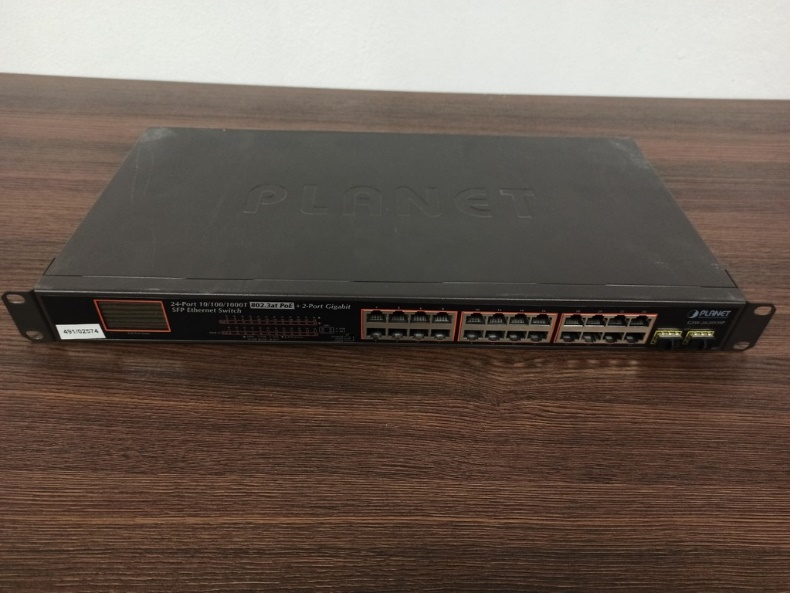 PLANET
24-Port 10/100/1000T 802.3at PoE + 2-Port Gigabit
SFP Ethernet Switch
491/02574
PLANET